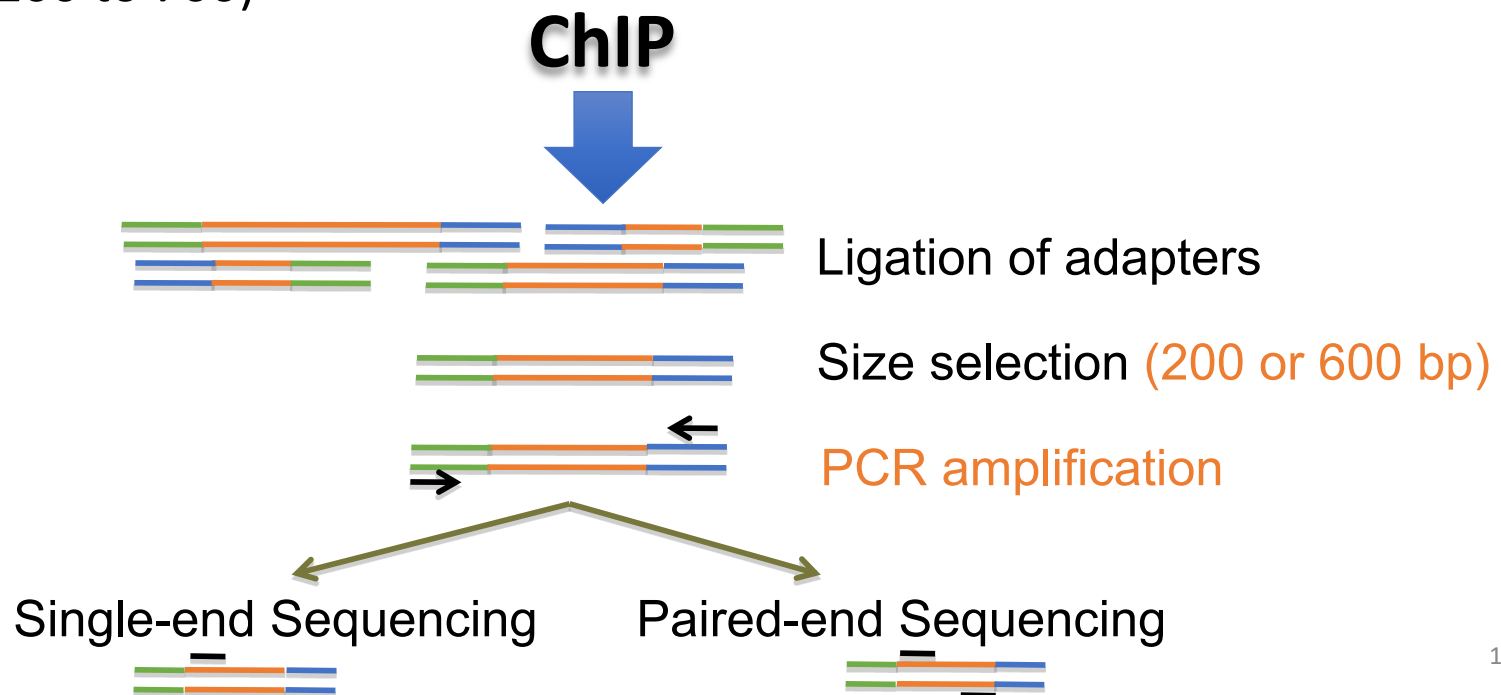 ChIP
Ligation of adapters
Size selection (200 or 600 bp)
PCR amplification
Single-end Sequencing
Paired-end Sequencing
1